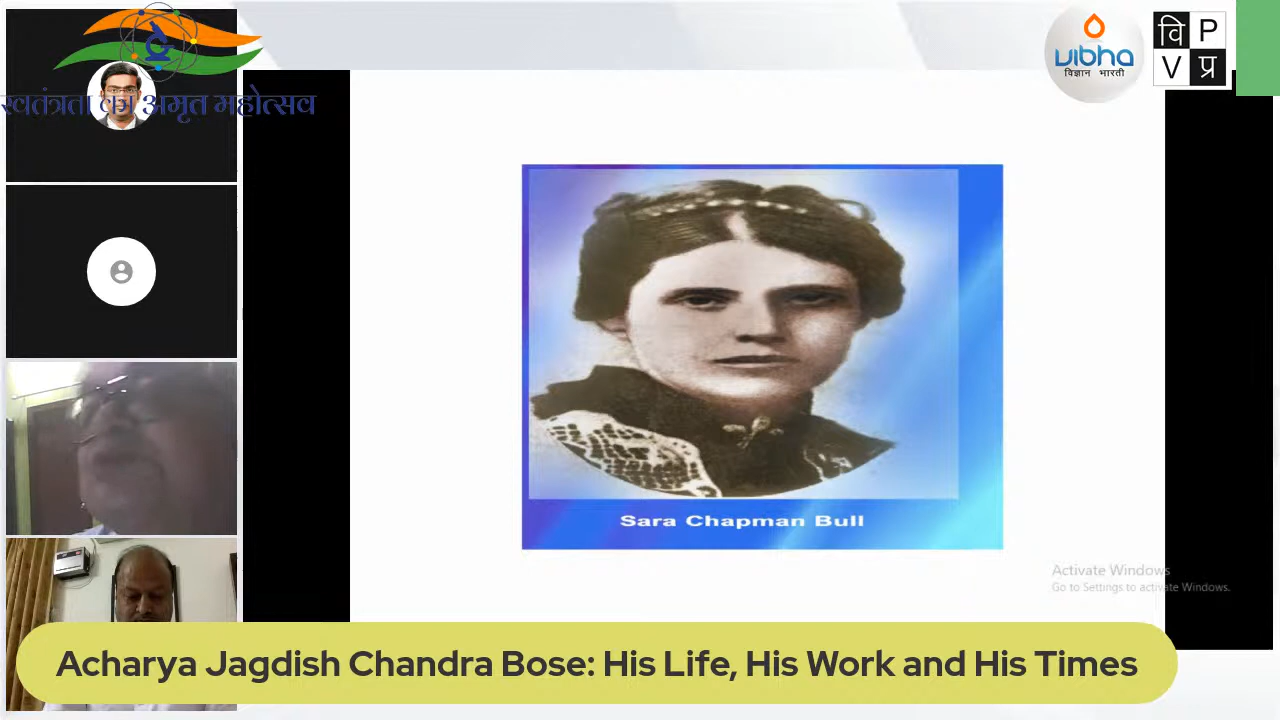 स्वतंत्रता का अमृत महोत्सव
vibha
विज्ञान भारती
वि P
V प्र
Sara Chapman Bull
Activate Windows
Go to Settings to activate Windows.
Acharya Jagdish Chandra Bose: His Life, His Work and His Times